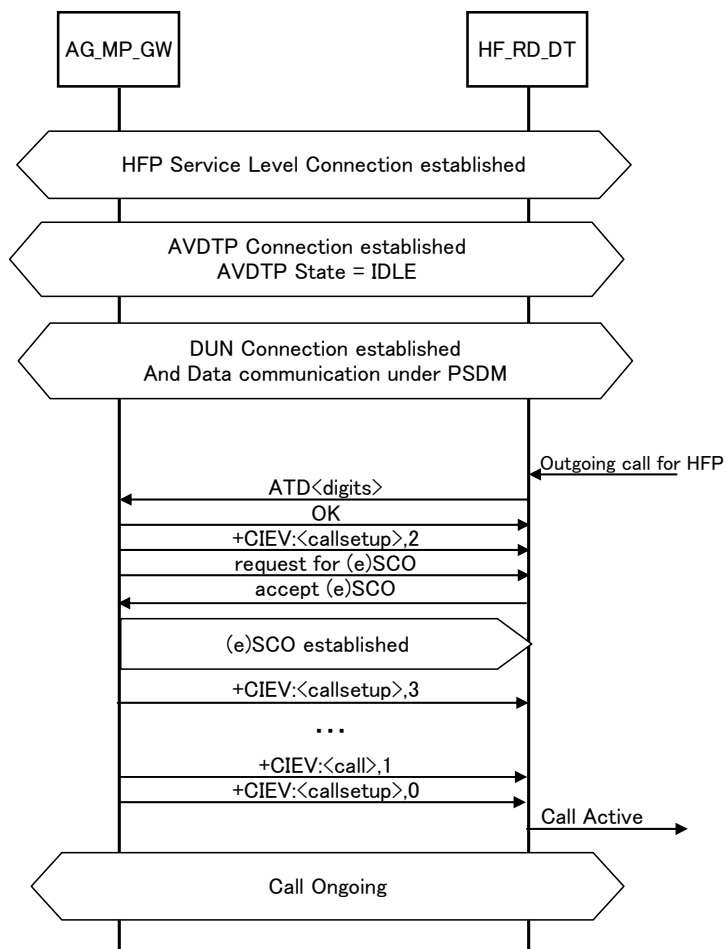 AG_MP_GW
HF_RD_DT
HFP Service Level Connection established
AVDTP Connection established
AVDTP State = IDLE
DUN Connection established
And Data communication under PSDM
Outgoing call for HFP
ATD<digits>
OK
+CIEV:<callsetup>,2
request for (e)SCO
accept (e)SCO
(e)SCO established
+CIEV:<callsetup>,3
...
+CIEV:<call>,1
+CIEV:<callsetup>,0
Call Active
Call Ongoing